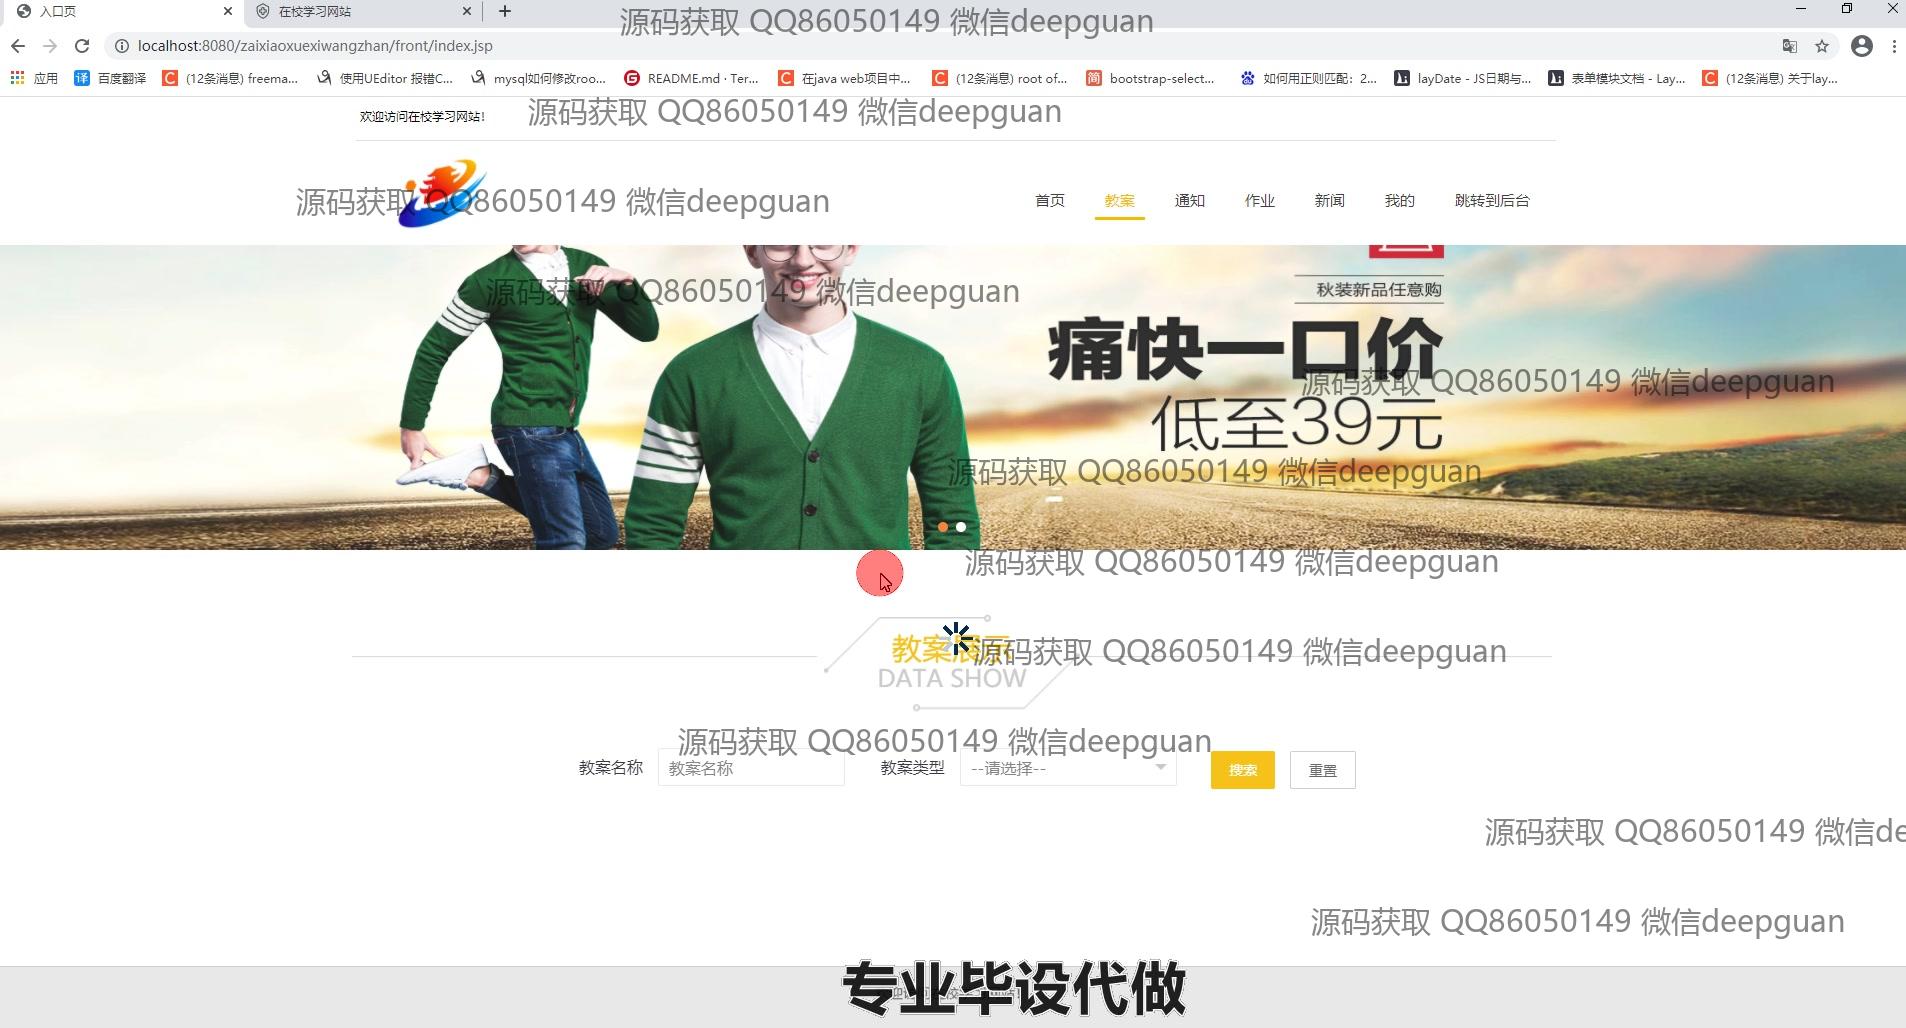 入口页
在校学习网站
源码获取 QQ86050149 微信deepguan
localhost:8080/zaixiaoxuexiwangzhan/front/index.jsp
应用
百度翻译
(12条消息) freema...
使用UEditor 报错C...
mysql如何修改roo...
README.md · Ter...
在java web项目中...
(12条消息) root of...
bootstrap-select...
如何用正则匹配：2...
layDate - JS日期与...
表单模块文档 - Lay...
(12条消息) 关于lay...
欢迎访问在校学习网站！
源码获取 QQ86050149 微信deepguan
源码获取 QQ86050149 微信deepguan
首页
教案
通知
作业
新闻
我的
跳转到后台
源码获取 QQ86050149 微信deepguan
秋装新品任意购
痛快一口价
源码获取 QQ86050149 微信deepguan
低至39元
源码获取 QQ86050149 微信deepguan
源码获取 QQ86050149 微信deepguan
教案展示
源码获取 QQ86050149 微信deepguan
DATA SHOW
源码获取 QQ86050149 微信deepguan
教案名称
教案名称
教案类型
--请选择--
搜索
重置
源码获取 QQ86050149 微信de
源码获取 QQ86050149 微信deepguan
专业毕设代做